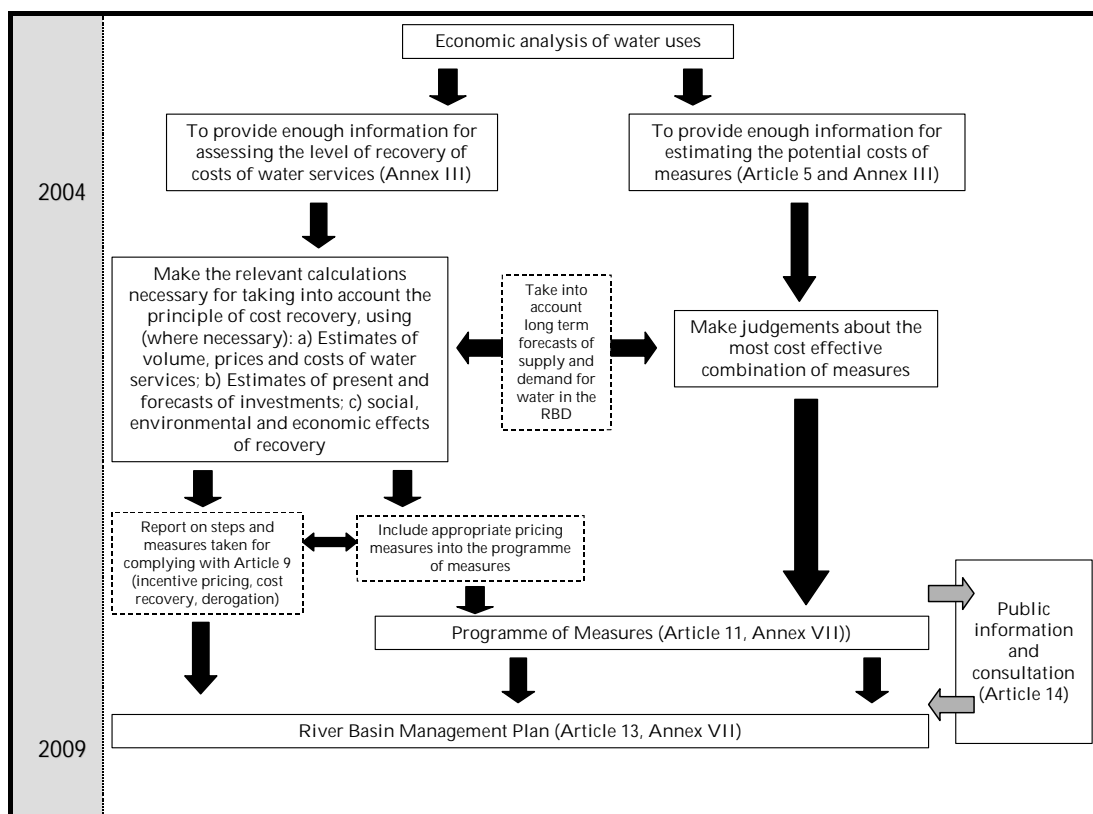 Economic analysis of water uses
To provide enough information for
assessing the level of recovery of
costs of water services (Annex III)
To provide enough information for
estimating the potential costs of
measures (Article 5 and Annex III)
2004
Make the relevant calculations
necessary for taking into account the
principle of cost recovery, using
(where necessary): a) Estimates of
volume, prices and costs of water
services; b) Estimates of present and
forecasts of investments; c) social,
environmental and economic effects
of recovery
Take into
account
long term
forecasts of
supply and
demand for
water in the
RBD
Make judgements about the
most cost effective
combination of measures
Report on steps and
measures taken for
complying with Article 9
(incentive pricing, cost
recovery, derogation)
Include appropriate pricing
measures into the programme
of measures
Programme of Measures (Article 11, Annex VII))
Public
information
and
consultation
(Article 14)
River Basin Management Plan (Article 13, Annex VII)
2009